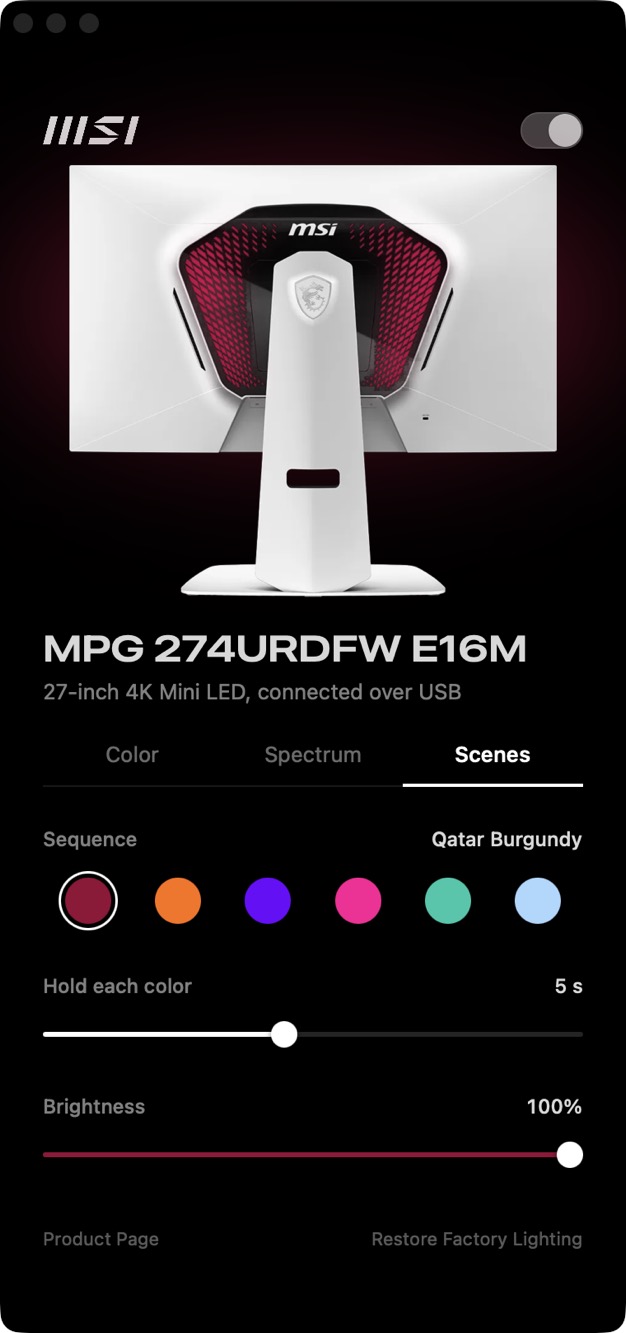 msi
msi
MPG 274URDFW E16M
27-inch 4K Mini LED, connected over USB
Color
Spectrum
Scenes
Sequence
Qatar Burgundy
Hold each color
5 s
Brightness
100%
Product Page
Restore Factory Lighting